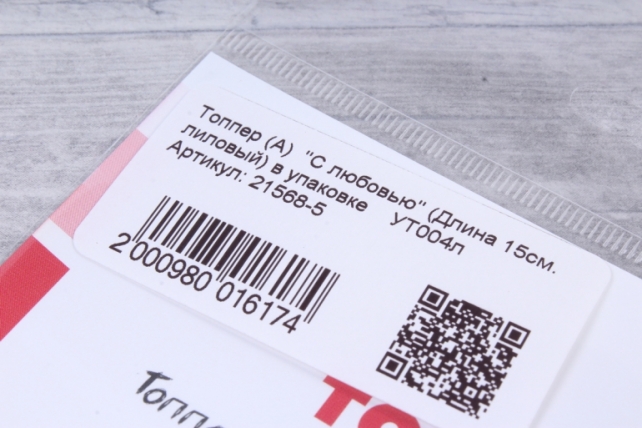 Топпер (А) "С любовью" (Длина 15см.
лиловый) в упаковке УТ004л
Артикул: 21568-5
2 000980 016174